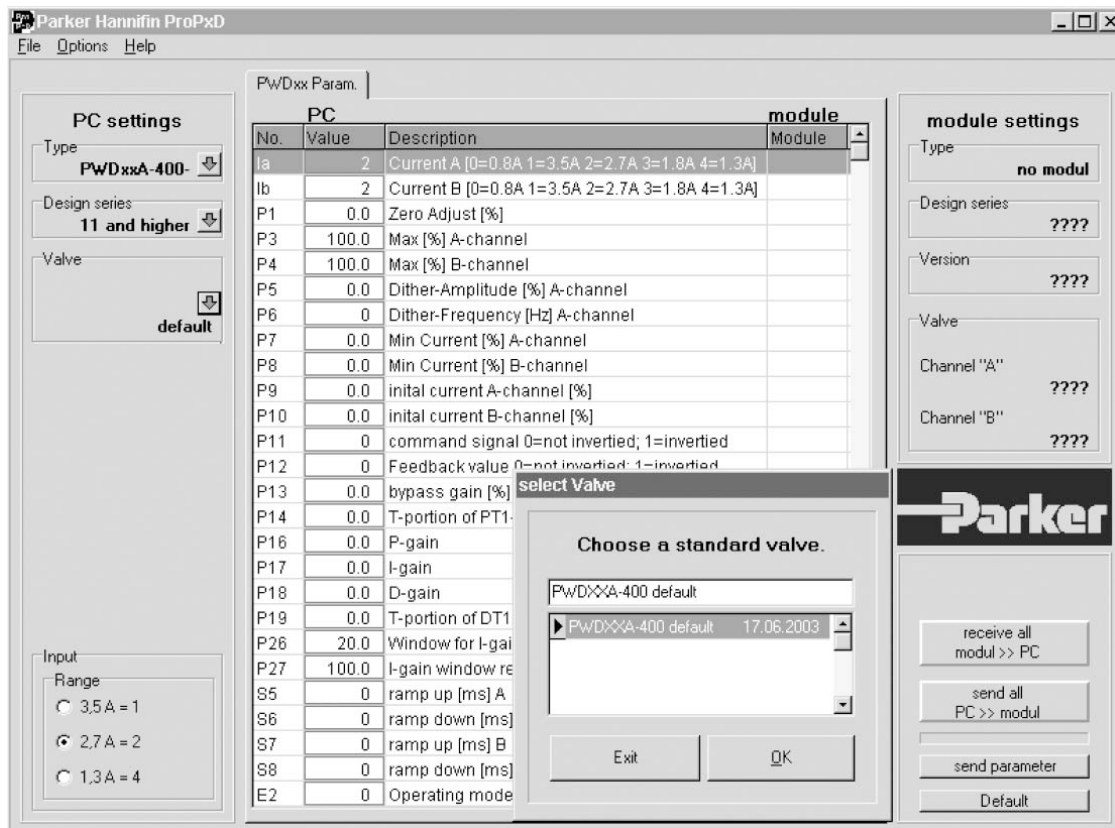 Parker Hannifin ProPxD
File Options Help
PC settings
Type
PWDxxA-400-
Design series
11 and higher
Valve
default
Input
Range
3,5 A = 1
2,7 A = 2
1,3 A = 4
PWDxx Param.
PC module
No. Value Description Module
Ia 2 Current A [0=0.8A 1=3.5A 2=2.7A 3=1.8A 4=1.3A]
Ib 2 Current B [0=0.8A 1=3.5A 2=2.7A 3=1.8A 4=1.3A]
P1 0.0 Zero Adjust [%]
P3 100.0 Max [%] A-channel
P4 100.0 Max [%] B-channel
P5 0.0 Dither-Amplitude [%] A-channel
P6 0 Dither-Frequency [Hz] A-channel
P7 0.0 Min Current [%] A-channel
P8 0.0 Min Current [%] B-channel
P9 0.0 inital current A-channel [%]
P10 0.0 inital current B-channel [%]
P11 0 command signal 0=not invertied; 1=invertied
P12 0 Feedback value 0=not invertied; 1=invertied
P13 0.0 bypass gain [%]
P14 0.0 T-portion of PT1-
P16 0.0 P-gain
P17 0.0 I-gain
P18 0.0 D-gain
P19 0.0 T-portion of DT1
P26 20.0 Window for I-gai
P27 100.0 I-gain window re
S5 0 ramp up [ms] A
S6 0 ramp down [ms]
S7 0 ramp up [ms] B
S8 0 ramp down [ms]
E2 0 Operating mode
select Valve
Choose a standard valve.
PWDXXA-400 default
PWDXXA-400 default 17.06.2003
Exit OK
module settings
Type
no modul
Design series
????
Version
????
Valve
Channel "A"
????
Channel "B"
????
Parker
receive all
modul >> PC
send all
PC >> modul
send parameter
Default